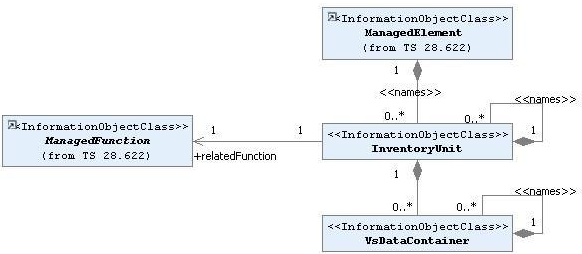 <<InformationObjectClass>>
ManagedElement
(from TS 28.622)
1
<<names>>
0..*
0..*
<<names>>
<<InformationObjectClass>>
ManagedFunction
(from TS 28.622)
1
+relatedFunction
1
<<InformationObjectClass>>
InventoryUnit
1
1
<<names>>
0..*
0..*
<<InformationObjectClass>>
VsDataContainer
1